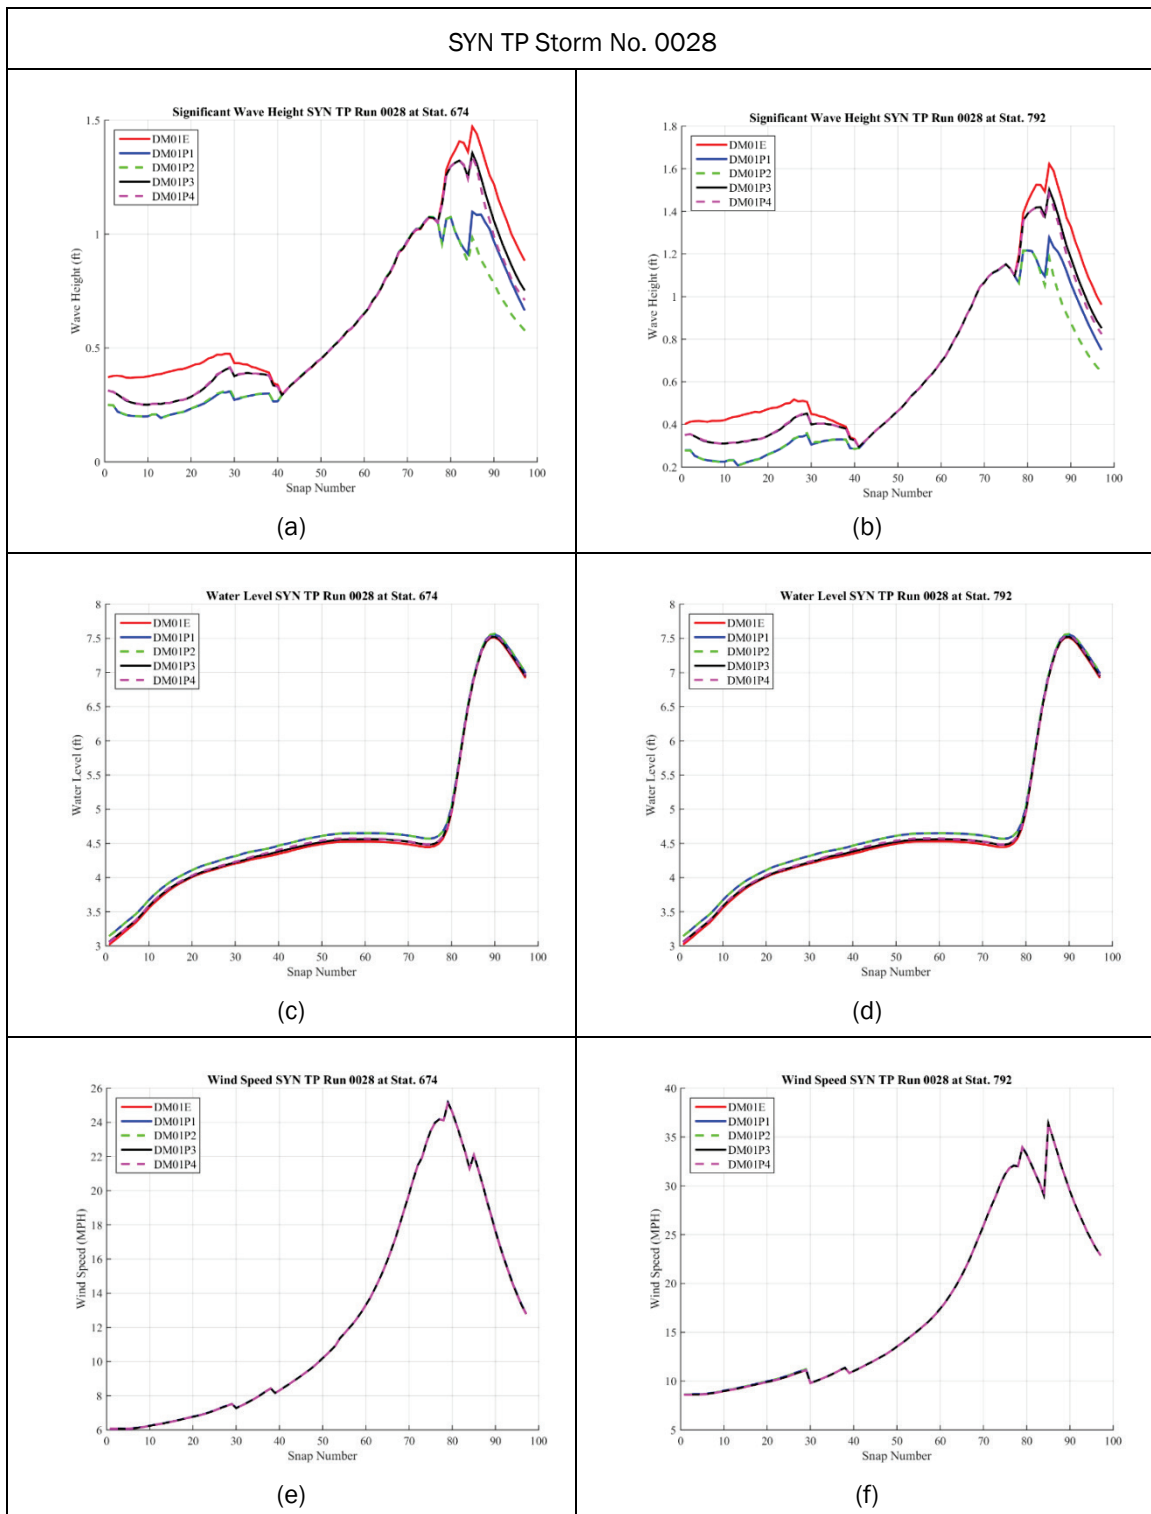 SYN TP Storm No. 0028
Significant Wave Height SYN TP Run 0028 at Stat. 674
1.5
1
0.5
0
Wave Height (ft)
DM01E
DM01P1
DM01P2
DM01P3
DM01P4
0 10 20 30 40 50 60 70 80 90 100
Snap Number
(a)
Significant Wave Height SYN TP Run 0028 at Stat. 792
1.8
1.6
1.4
1.2
1
0.8
0.6
0.4
0.2
Wave Height (ft)
DM01E
DM01P1
DM01P2
DM01P3
DM01P4
0 10 20 30 40 50 60 70 80 90 100
Snap Number
(b)
Water Level SYN TP Run 0028 at Stat. 674
8
7.5
7
6.5
6
5.5
5
4.5
4
3.5
3
Water Level (ft)
DM01E
DM01P1
DM01P2
DM01P3
DM01P4
0 10 20 30 40 50 60 70 80 90 100
Snap Number
(c)
Water Level SYN TP Run 0028 at Stat. 792
8
7.5
7
6.5
6
5.5
5
4.5
4
3.5
3
Water Level (ft)
DM01E
DM01P1
DM01P2
DM01P3
DM01P4
0 10 20 30 40 50 60 70 80 90 100
Snap Number
(d)
Wind Speed SYN TP Run 0028 at Stat. 674
26
24
22
20
18
16
14
12
10
8
6
Wind Speed (MPH)
DM01E
DM01P1
DM01P2
DM01P3
DM01P4
0 10 20 30 40 50 60 70 80 90 100
Snap Number
(e)
Wind Speed SYN TP Run 0028 at Stat. 792
40
35
30
25
20
15
10
5
Wind Speed (MPH)
DM01E
DM01P1
DM01P2
DM01P3
DM01P4
0 10 20 30 40 50 60 70 80 90 100
Snap Number
(f)